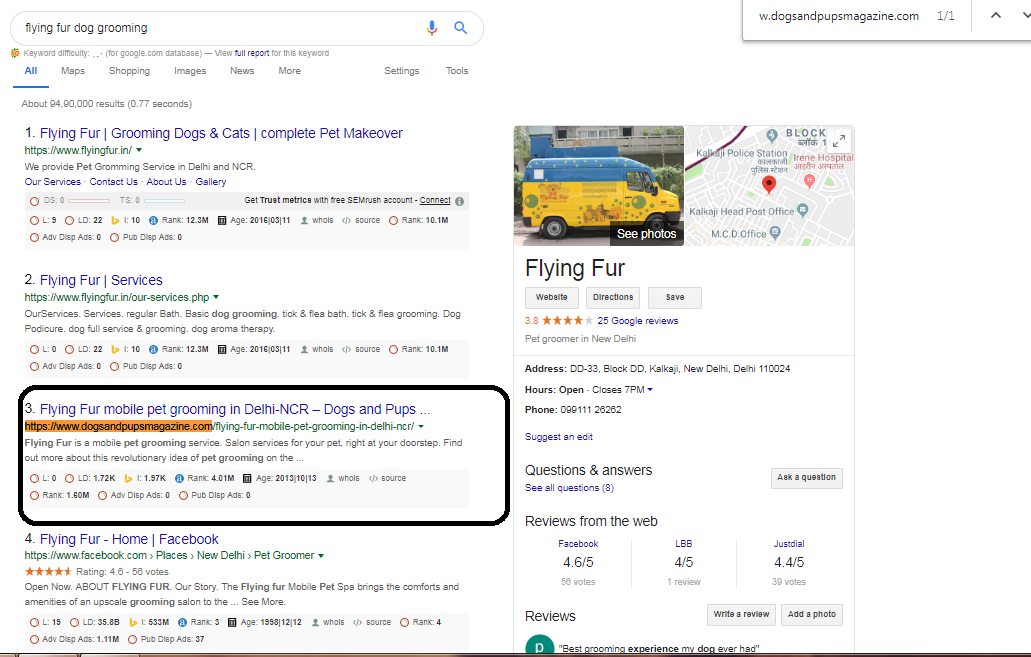 flying fur dog grooming
w.dogsandpupsmagazine.com 1/1
Keyword difficulty: . . - (for google.com database) — View full report for this keyword
All Maps Shopping Images News More Settings Tools
About 94,90,000 results (0.77 seconds)
1. Flying Fur | Grooming Dogs & Cats | complete Pet Makeover
https://www.flyingfur.in/
We provide Pet Gromming Service in Delhi and NCR.
Our Services · Contact Us · About Us · Gallery
DS: 0 TS: 0 Get Trust metrics with free SEMrush account - Connect
L: 9 LD: 22 I: 10 Rank: 12.3M Age: 2016|03|11 whois source Rank: 10.1M
Adv Disp Ads: 0 Pub Disp Ads: 0
2. Flying Fur | Services
https://www.flyingfur.in/our-services.php
OurServices. Services. regular Bath. Basic dog grooming. tick & flea bath. tick & flea grooming. Dog
Podicure. dog full service & grooming. dog aroma therapy.
L: 0 LD: 22 I: 10 Rank: 12.3M Age: 2016|03|11 whois source Rank: 10.1M
Adv Disp Ads: 0 Pub Disp Ads: 0
3. Flying Fur mobile pet grooming in Delhi-NCR – Dogs and Pups ...
https://www.dogsandpupsmagazine.com/flying-fur-mobile-pet-grooming-in-delhi-ncr/
Flying Fur is a mobile pet grooming service. Salon services for your pet, right at your doorstep. Find
out more about this revolutionary idea of pet grooming on the ...
L: 0 LD: 1.72K I: 1.97K Rank: 4.01M Age: 2013|10|13 whois source
Rank: 1.60M Adv Disp Ads: 0 Pub Disp Ads: 0
4. Flying Fur - Home | Facebook
https://www.facebook.com › Places › New Delhi › Pet Groomer
Rating: 4.6 - 56 votes
Open Now. ABOUT FLYING FUR. Our Story. The Flying fur Mobile Pet Spa brings the comforts and
amenities of an upscale grooming salon to the ... See More.
L: 19 LD: 35.8B I: 533M Rank: 3 Age: 1998|12|12 whois source Rank: 4
Adv Disp Ads: 1.11M Pub Disp Ads: 37
Flying Fur
See photos
BLOCK
ब्लॉक 1
Kalkaji Police Station
कालकाजी
पुलिस स्टेशन
Irene Hospital
आइरीन अस्पताल
Kalkaji Head Post Office
M.C.D.Office
Flying Fur
Website Directions Save
3.8 25 Google reviews
Pet groomer in New Delhi
Address: DD-33, Block DD, Kalkaji, New Delhi, Delhi 110024
Hours: Open · Closes 7PM
Phone: 099111 26262
Suggest an edit
Questions & answers
See all questions (8)
Ask a question
Reviews from the web
Facebook LBB Justdial
4.6/5 4/5 4.4/5
56 votes 1 review 39 votes
Reviews
Write a review Add a photo
p "Best grooming experience my dog ever had"